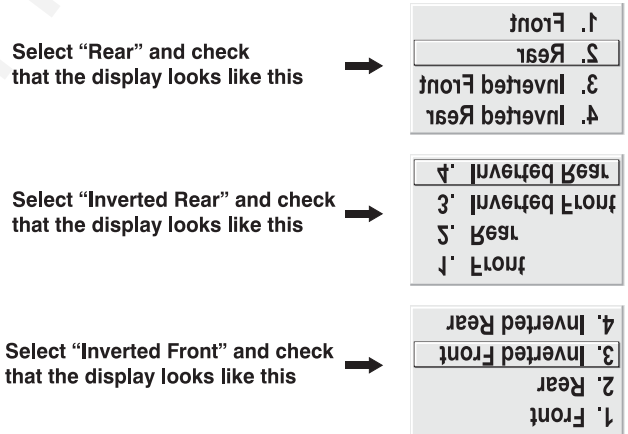 Select “Rear” and check
that the display looks like this
1. Front
2. Rear
3. Inverted Front
4. Inverted Rear
Select “Inverted Rear” and check
that the display looks like this
4. Inverted Rear
3. Inverted Front
2. Rear
1. Front
Select “Inverted Front” and check
that the display looks like this
4. Inverted Rear
3. Inverted Front
2. Rear
1. Front